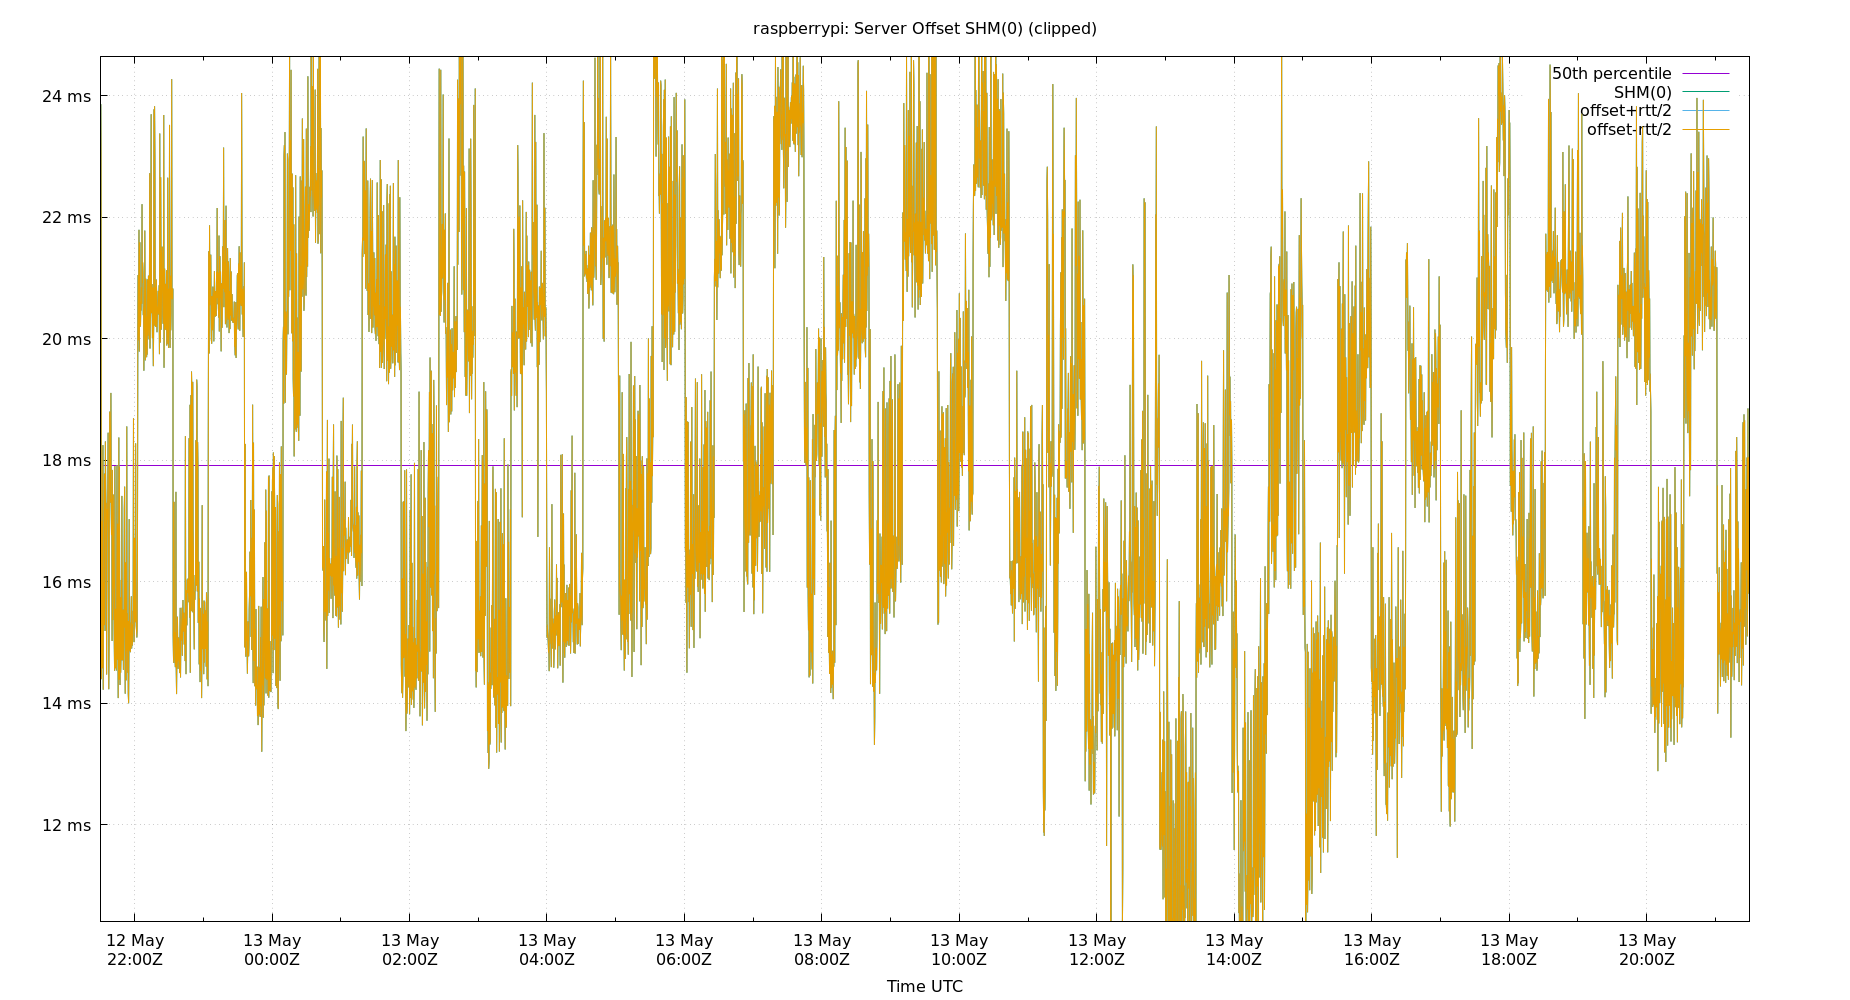 raspberrypi: Server Offset SHM(0) (clipped)
50th percentile
SHM(0)
offset+rtt/2
offset-rtt/2
24 ms
22 ms
20 ms
18 ms
16 ms
14 ms
12 ms
12 May 13 May 13 May 13 May 13 May 13 May 13 May 13 May 13 May 13 May 13 May 13 May
22:00Z 00:00Z 02:00Z 04:00Z 06:00Z 08:00Z 10:00Z 12:00Z 14:00Z 16:00Z 18:00Z 20:00Z
Time UTC